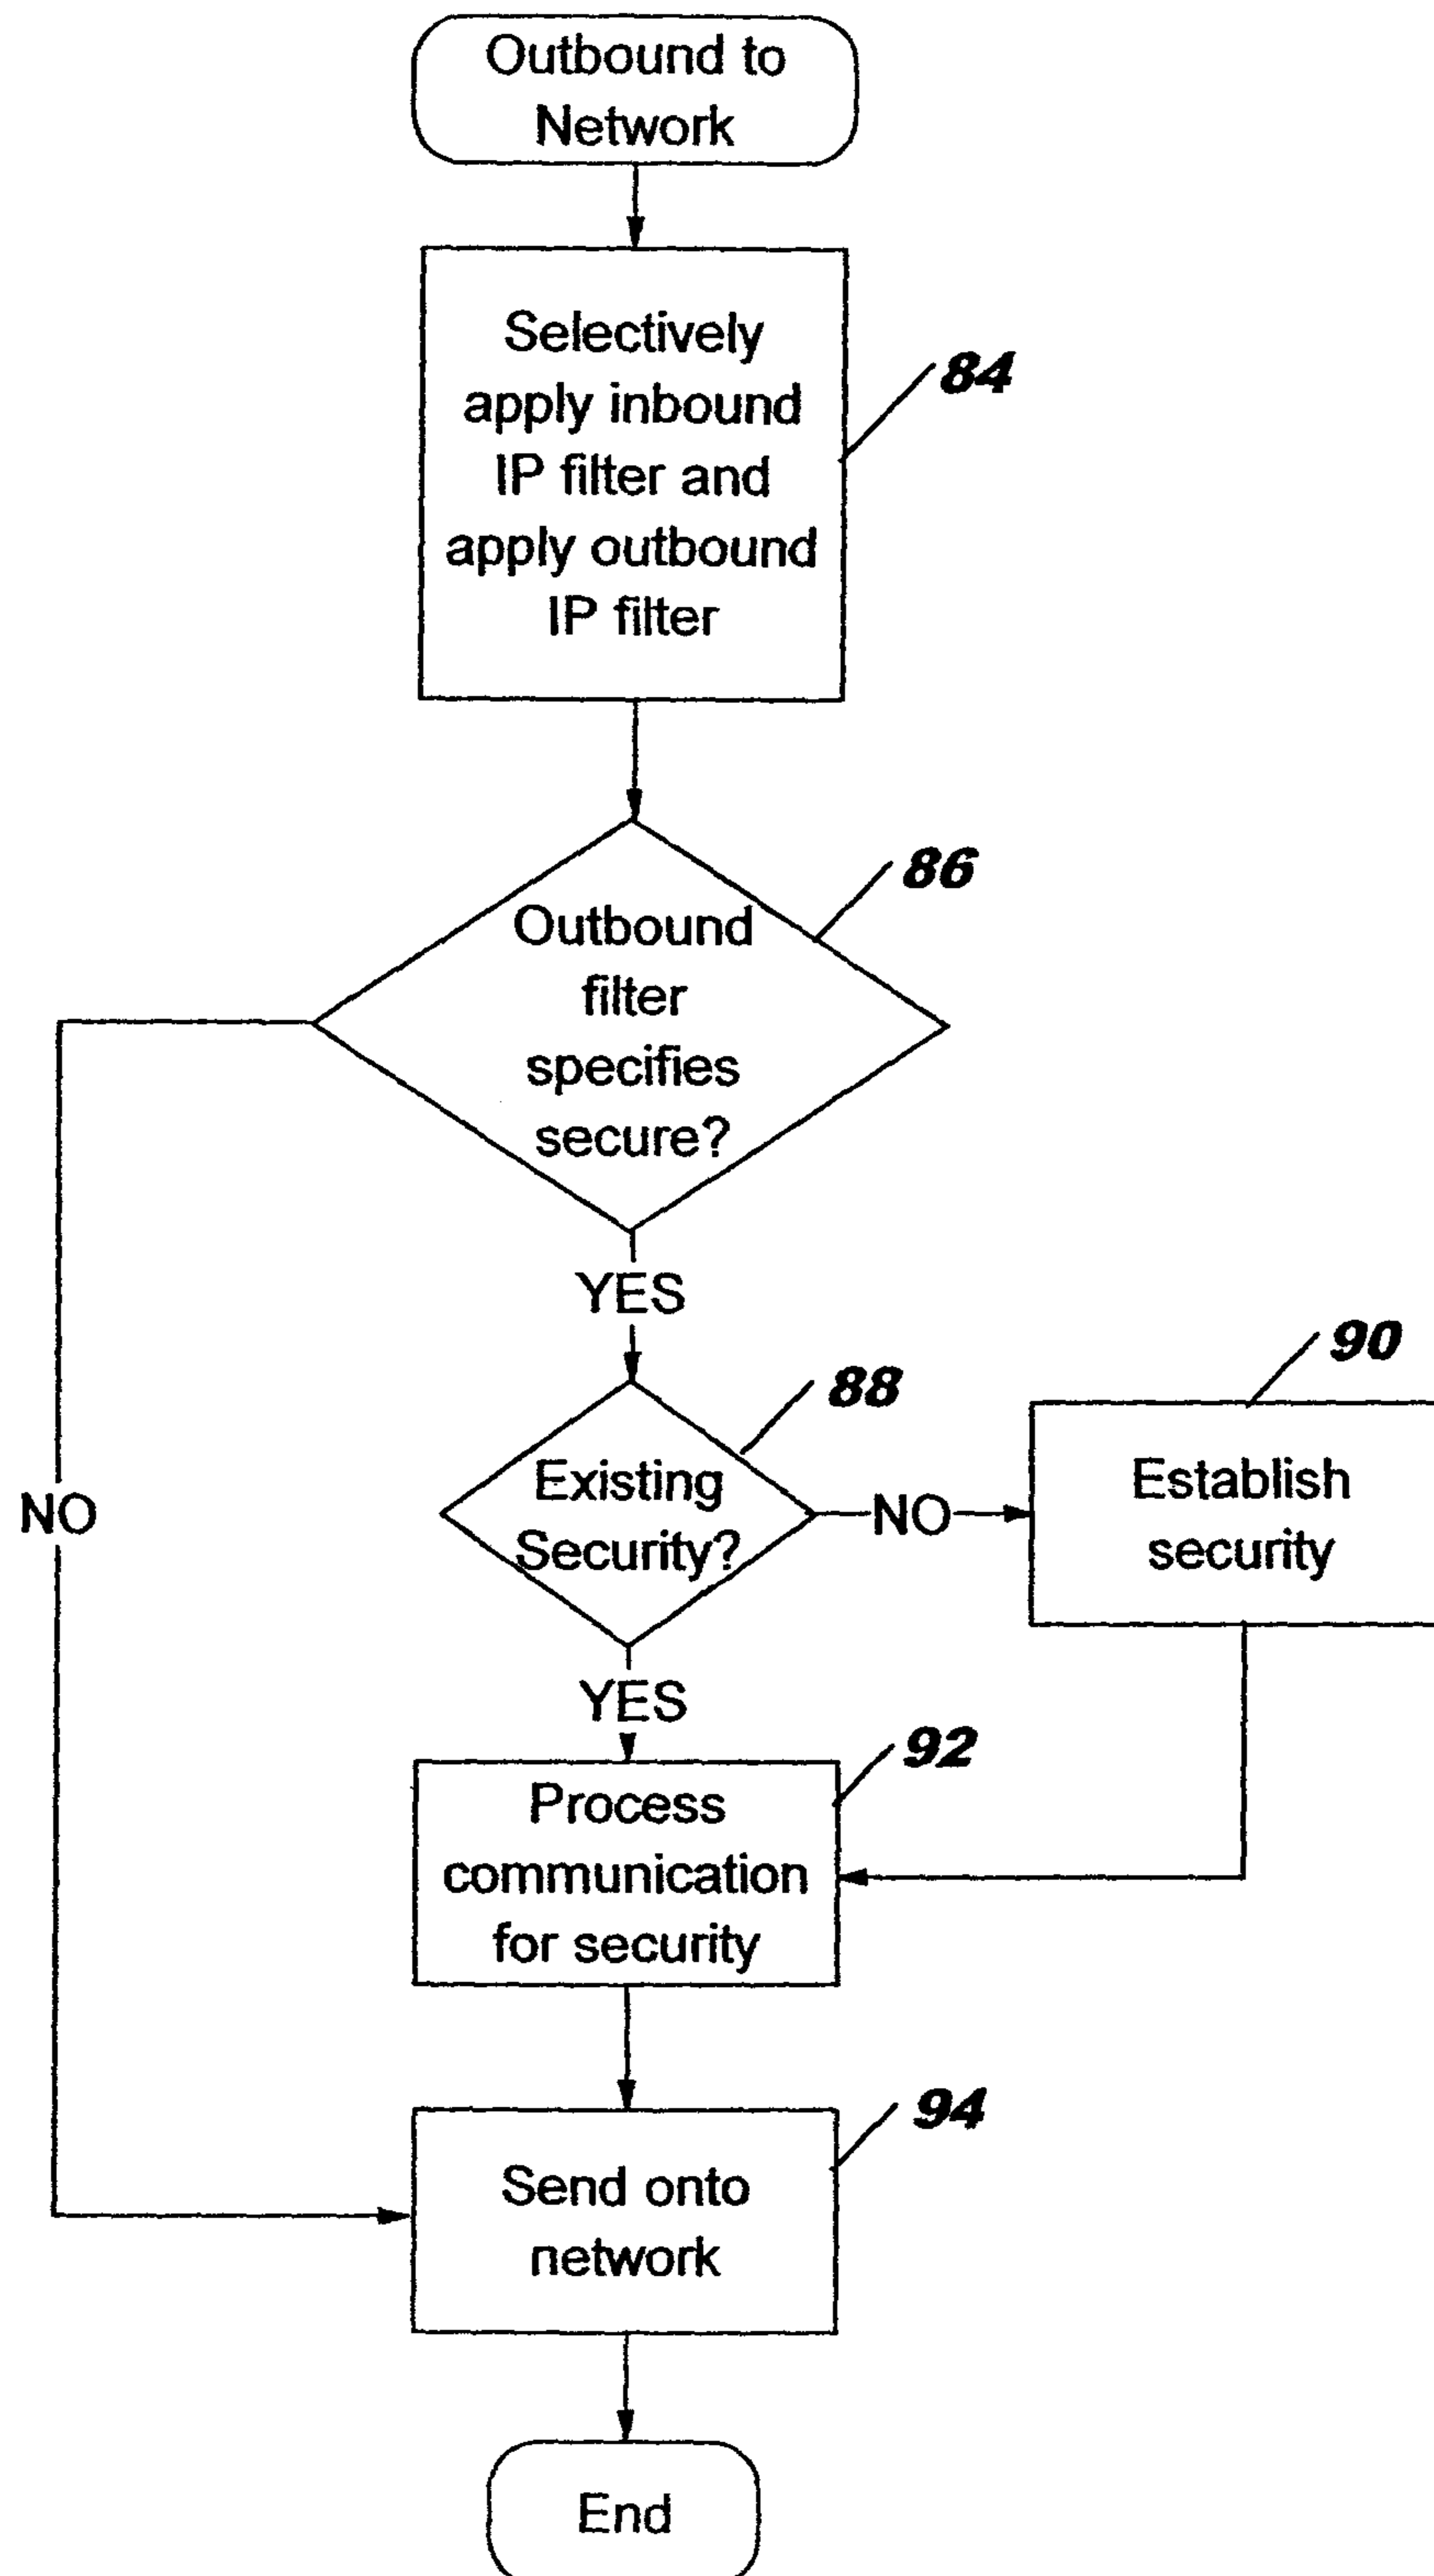 Outbound to
Network
Selectively
apply inbound
IP filter and
apply outbound
IP filter
84
Outbound
filter
specifies
secure?
86
YES
NO
Existing
Security?
88
NO
Establish
security
90
YES
Process
communication
for security
92
Send onto
network
94
End